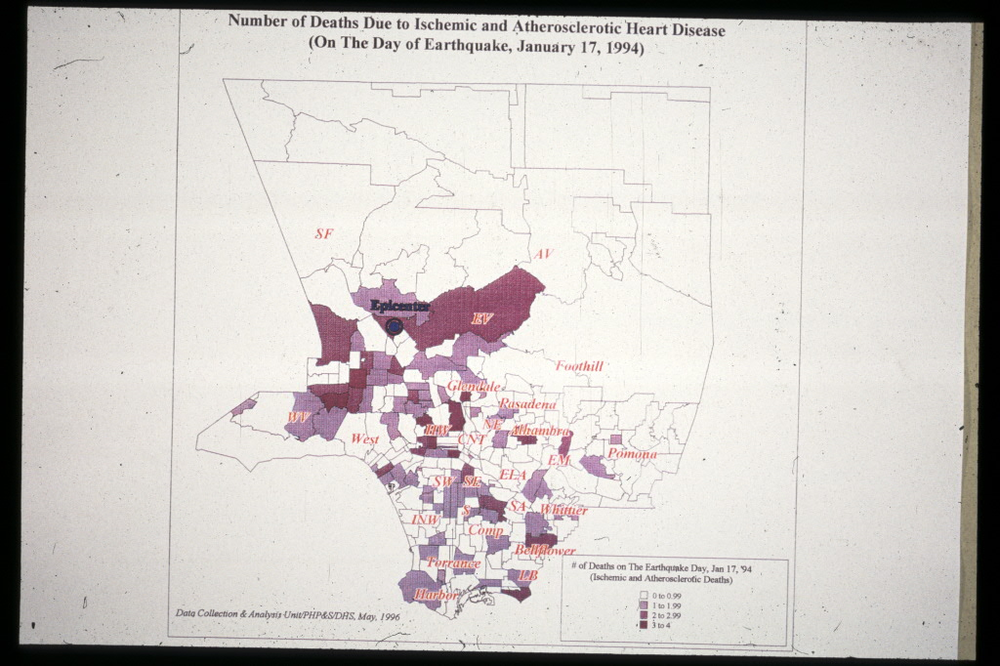 Number of Deaths Due to Ischemic and Atherosclerotic Heart Disease
(On The Day of Earthquake, January 17, 1994)
SF
AV
Epicenter
EV
Foothill
Glendale
Pasadena
WV
HW
NE
Alhambra
West
CNT
EM
Pomona
SW
SE
ELA
S
SA
Whittier
INW
Comp
Bellflower
Torrance
LB
Harbor
# of Deaths on The Earthquake Day, Jan 17, '94
(Ischemic and Atherosclerotic Deaths)
0 to 0.99
1 to 1.99
2 to 2.99
3 to 4
Data Collection & Analysis Unit/PHP&S/DHS, May, 1996